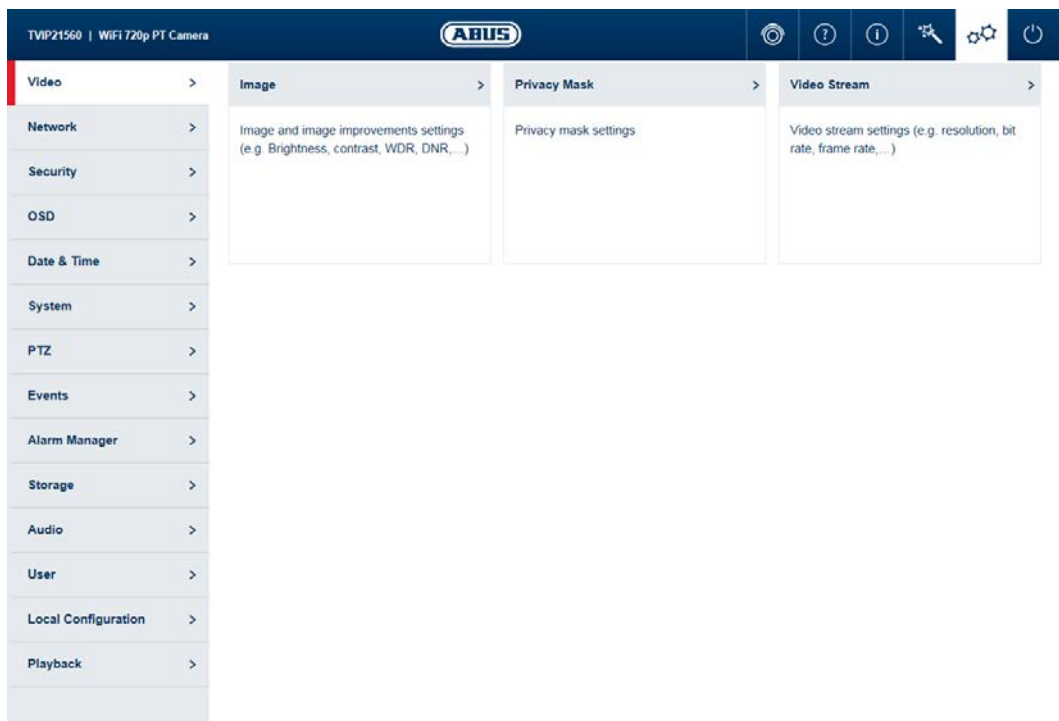 TVIP21560 | WiFi 720p PT Camera
ABUS
Video >
Network >
Security >
OSD >
Date & Time >
System >
PTZ >
Events >
Alarm Manager >
Storage >
Audio >
User >
Local Configuration >
Playback >
Image >
Image and image improvements settings
(e.g. Brightness, contrast, WDR, DNR,...)
Privacy Mask >
Privacy mask settings
Video Stream >
Video stream settings (e.g. resolution, bit
rate, frame rate,...)